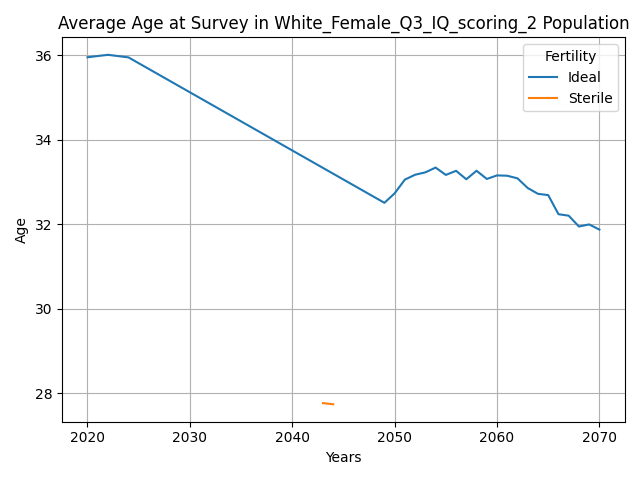 Average Age at Survey in White_Female_Q3_IQ_scoring_2 Population
Fertility
Ideal
Sterile
36
34
32
30
28
Age
2020 2030 2040 2050 2060 2070
Years